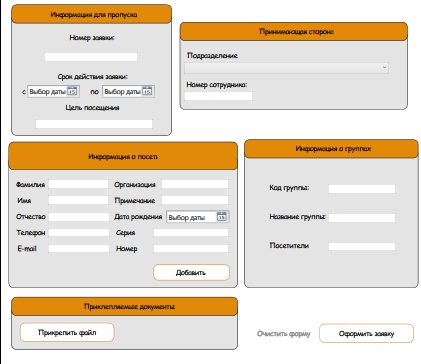 Информация для пропуска
Номер заявки:
Срок действия заявки:
с Выбор даты 15 по Выбор даты 15
Цель посещения
Принимающая сторона
Подразделение
Номер сотрудника:
Информация о посети
Фамилия
Организация
Имя
Примечание
Отчество
Дата рождения Выбор даты 15
Телефон
Серия
E-mail
Номер
Добавить
Информация о группах
Код группы:
Название группы:
Посетители
Прикрепляемые документы
Прикрепить файл
Очистить форму
Оформить заявку